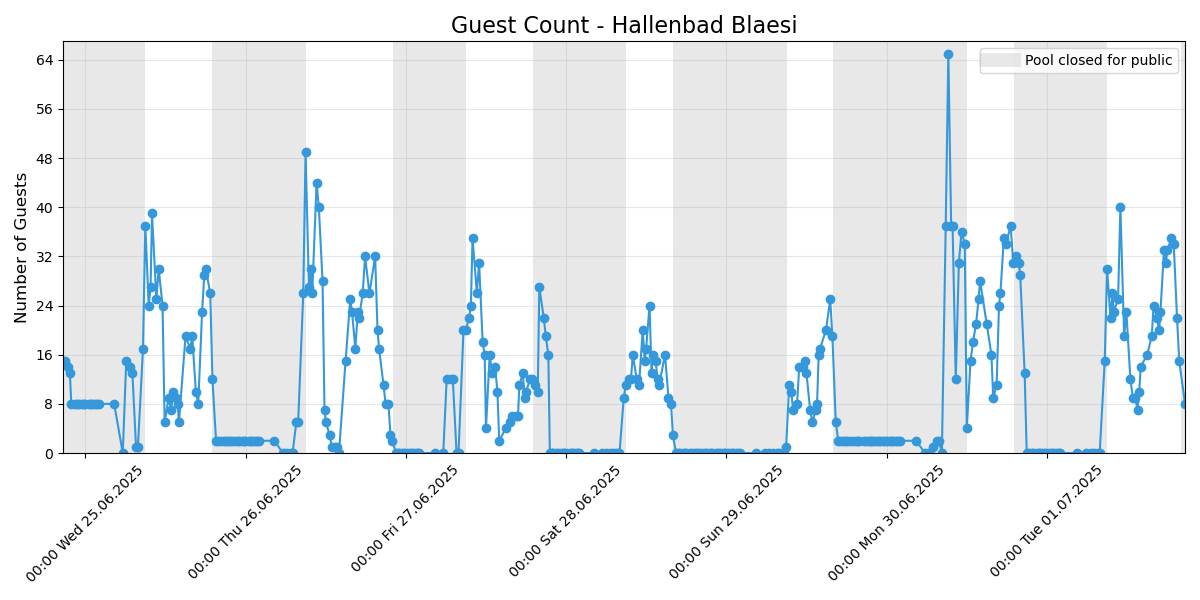 Guest Count - Hallenbad Blaesi
Pool closed for public
Number of Guests
64
56
48
40
32
24
16
8
0
00:00 Wed 25.06.2025
00:00 Thu 26.06.2025
00:00 Fri 27.06.2025
00:00 Sat 28.06.2025
00:00 Sun 29.06.2025
00:00 Mon 30.06.2025
00:00 Tue 01.07.2025